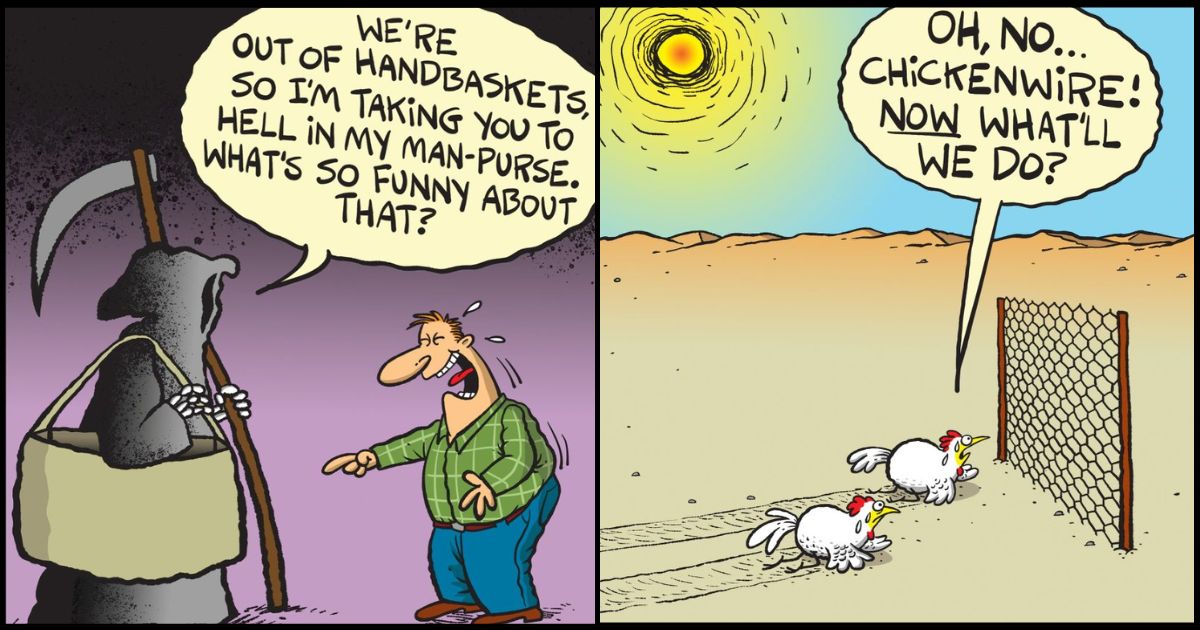 WE'RE
OUT OF HANDBASKETS,
SO I'M TAKING YOU TO
HELL IN MY MAN-PURSE.
WHAT'S SO FUNNY ABOUT
THAT?
OH, NO...
CHICKENWIRE!
NOW WHAT'LL
WE DO?